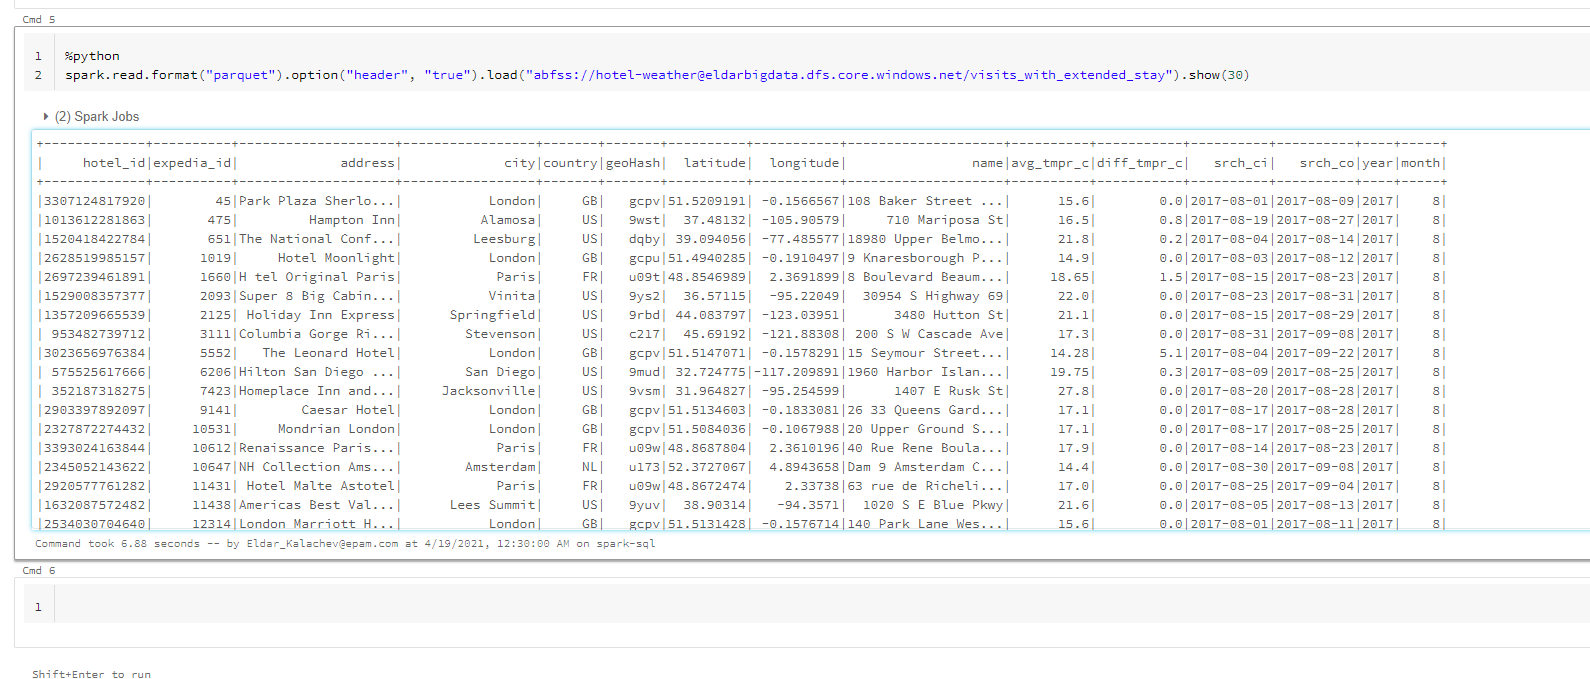 Cmd 5
1 %python
2 spark.read.format("parquet").option("header", "true").load("abfss://hotel-weather@eldarbigdata.dfs.core.windows.net/visits_with_extended_stay").show(30)
(2) Spark Jobs
+-------------+----------+--------------------+-----------------+-------+-------+----------+-----------+--------------------+----------+-----------+----------+----------+----+-----+
|     hotel_id|expedia_id|             address|             city|country|geoHash|  latitude|  longitude|                name|avg_tmpr_c|diff_tmpr_c|   srch_ci|   srch_co|year|month|
+-------------+----------+--------------------+-----------------+-------+-------+----------+-----------+--------------------+----------+-----------+----------+----------+----+-----+
|3307124817920|        45|Park Plaza Sherlo...|           London|     GB|   gcpv|51.5209191| -0.1566567|108 Baker Street ...|      15.6|        0.0|2017-08-01|2017-08-09|2017|    8|
|1013612281863|       475|         Hampton Inn|          Alamosa|     US|   9wst|  37.48132| -105.90579|     710 Mariposa St|      16.5|        0.8|2017-08-19|2017-08-27|2017|    8|
|1520418422784|       651|The National Conf...|         Leesburg|     US|   dqby| 39.094056| -77.485577|18980 Upper Belmo...|      21.8|        0.2|2017-08-04|2017-08-14|2017|    8|
|2628519985157|      1019|     Hotel Moonlight|           London|     GB|   gcpu|51.4940285| -0.1910497|9 Knaresborough P...|      14.9|        0.0|2017-08-03|2017-08-12|2017|    8|
|2697239461891|      1660|H tel Original Paris|            Paris|     FR|   u09t|48.8546989|  2.3691899|8 Boulevard Beaum...|     18.65|        1.5|2017-08-15|2017-08-23|2017|    8|
|1529008357377|      2093|Super 8 Big Cabin...|           Vinita|     US|   9ys2|  36.57115|  -95.22049|  30954 S Highway 69|      22.0|        0.0|2017-08-23|2017-08-31|2017|    8|
|1357209665539|      2125| Holiday Inn Express|      Springfield|     US|   9rbd| 44.083797| -123.03951|      3480 Hutton St|      21.1|        0.0|2017-08-15|2017-08-29|2017|    8|
| 953482739712|      3111|Columbia Gorge Ri...|        Stevenson|     US|   c217|  45.69192| -121.88308| 200 S W Cascade Ave|      17.3|        0.0|2017-08-31|2017-09-08|2017|    8|
|3023656976384|      5552|   The Leonard Hotel|           London|     GB|   gcpv|51.5147071| -0.1578291|15 Seymour Street...|     14.28|        5.1|2017-08-04|2017-09-22|2017|    8|
| 575525617666|      6206|Hilton San Diego ...|        San Diego|     US|   9mud| 32.724775|-117.209891|1960 Harbor Islan...|     19.75|        0.3|2017-08-09|2017-08-25|2017|    8|
| 352187318275|      7423|Homeplace Inn and...|     Jacksonville|     US|   9vsm| 31.964827| -95.254599|      1407 E Rusk St|      27.8|        0.0|2017-08-20|2017-08-28|2017|    8|
|2903397892097|      9141|        Caesar Hotel|           London|     GB|   gcpv|51.5134603| -0.1833081|26 33 Queens Gard...|      17.1|        0.0|2017-08-17|2017-08-28|2017|    8|
|2327872274432|     10531|     Mondrian London|           London|     GB|   gcpv|51.5084036| -0.1067988|20 Upper Ground S...|      17.1|        0.0|2017-08-17|2017-08-25|2017|    8|
|3393024163844|     10612|Renaissance Paris...|            Paris|     FR|   u09w|48.8687804|  2.3610196|40 Rue Rene Boula...|      17.9|        0.0|2017-08-14|2017-08-23|2017|    8|
|2345052143622|     10647|NH Collection Ams...|        Amsterdam|     NL|   u173|52.3727067|  4.8943658|Dam 9 Amsterdam C...|      14.4|        0.0|2017-08-30|2017-09-08|2017|    8|
|2920577761282|     11431| Hotel Malte Astotel|            Paris|     FR|   u09w|48.8672474|    2.33738|63 rue de Richeli...|      17.0|        0.0|2017-08-25|2017-09-04|2017|    8|
|1632087572482|     11438|Americas Best Val...|      Lees Summit|     US|   9yuv|  38.90314|   -94.3571|  1020 S E Blue Pkwy|      21.6|        0.0|2017-08-05|2017-08-13|2017|    8|
|2534030704640|     12314|London Marriott H...|           London|     GB|   gcpv|51.5131428| -0.1576714|140 Park Lane Wes...|      15.6|        0.0|2017-08-01|2017-08-11|2017|    8|
Command took 6.88 seconds -- by Eldar_Kalachev@epam.com at 4/19/2021, 12:30:00 AM on spark-sql
Cmd 6
1
Shift+Enter to run